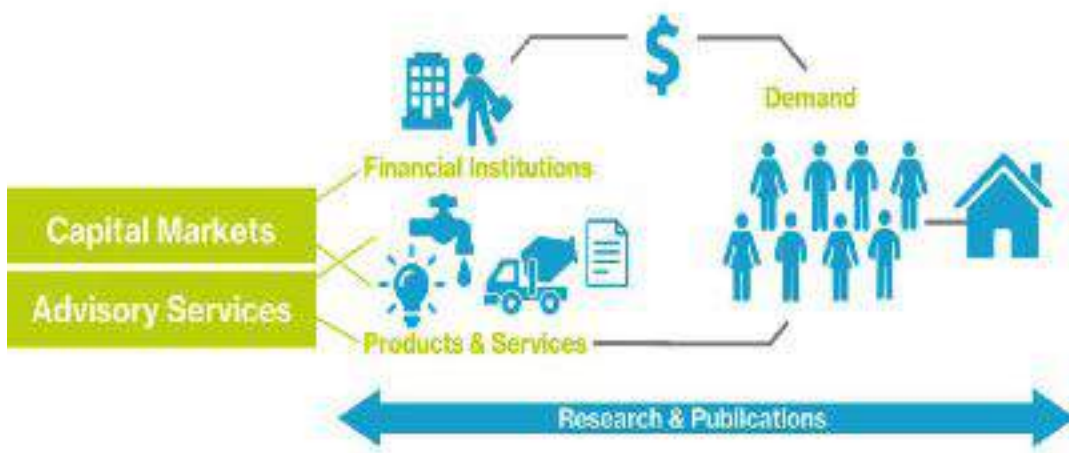 $
Demand
Financial Institutions
Capital Markets
Advisory Services
Products & Services
Research & Publications